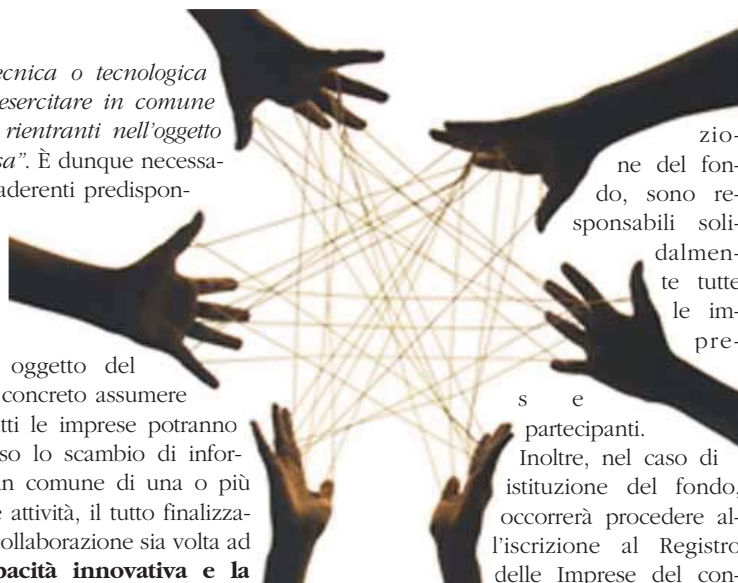 ecnica o tecnologica
esercitare in comune
rientranti nell'oggetto
sa”. È dunque necessa-
aderenti predispon-
oggetto del
concreto assumere
tti le imprese potranno
so lo scambio di infor-
in comune di una o più
e attività, il tutto finalizza-
collaborazione sia volta ad
pacità innovativa e la
zio-
ne del fon-
do, sono re-
sponsabili soli-
dalmen-
te tutte
le im-
pre-
s e
partecipanti.
Inoltre, nel caso di
istituzione del fondo,
occorrerà procedere al-
l'iscrizione al Registro
delle Imprese del con-